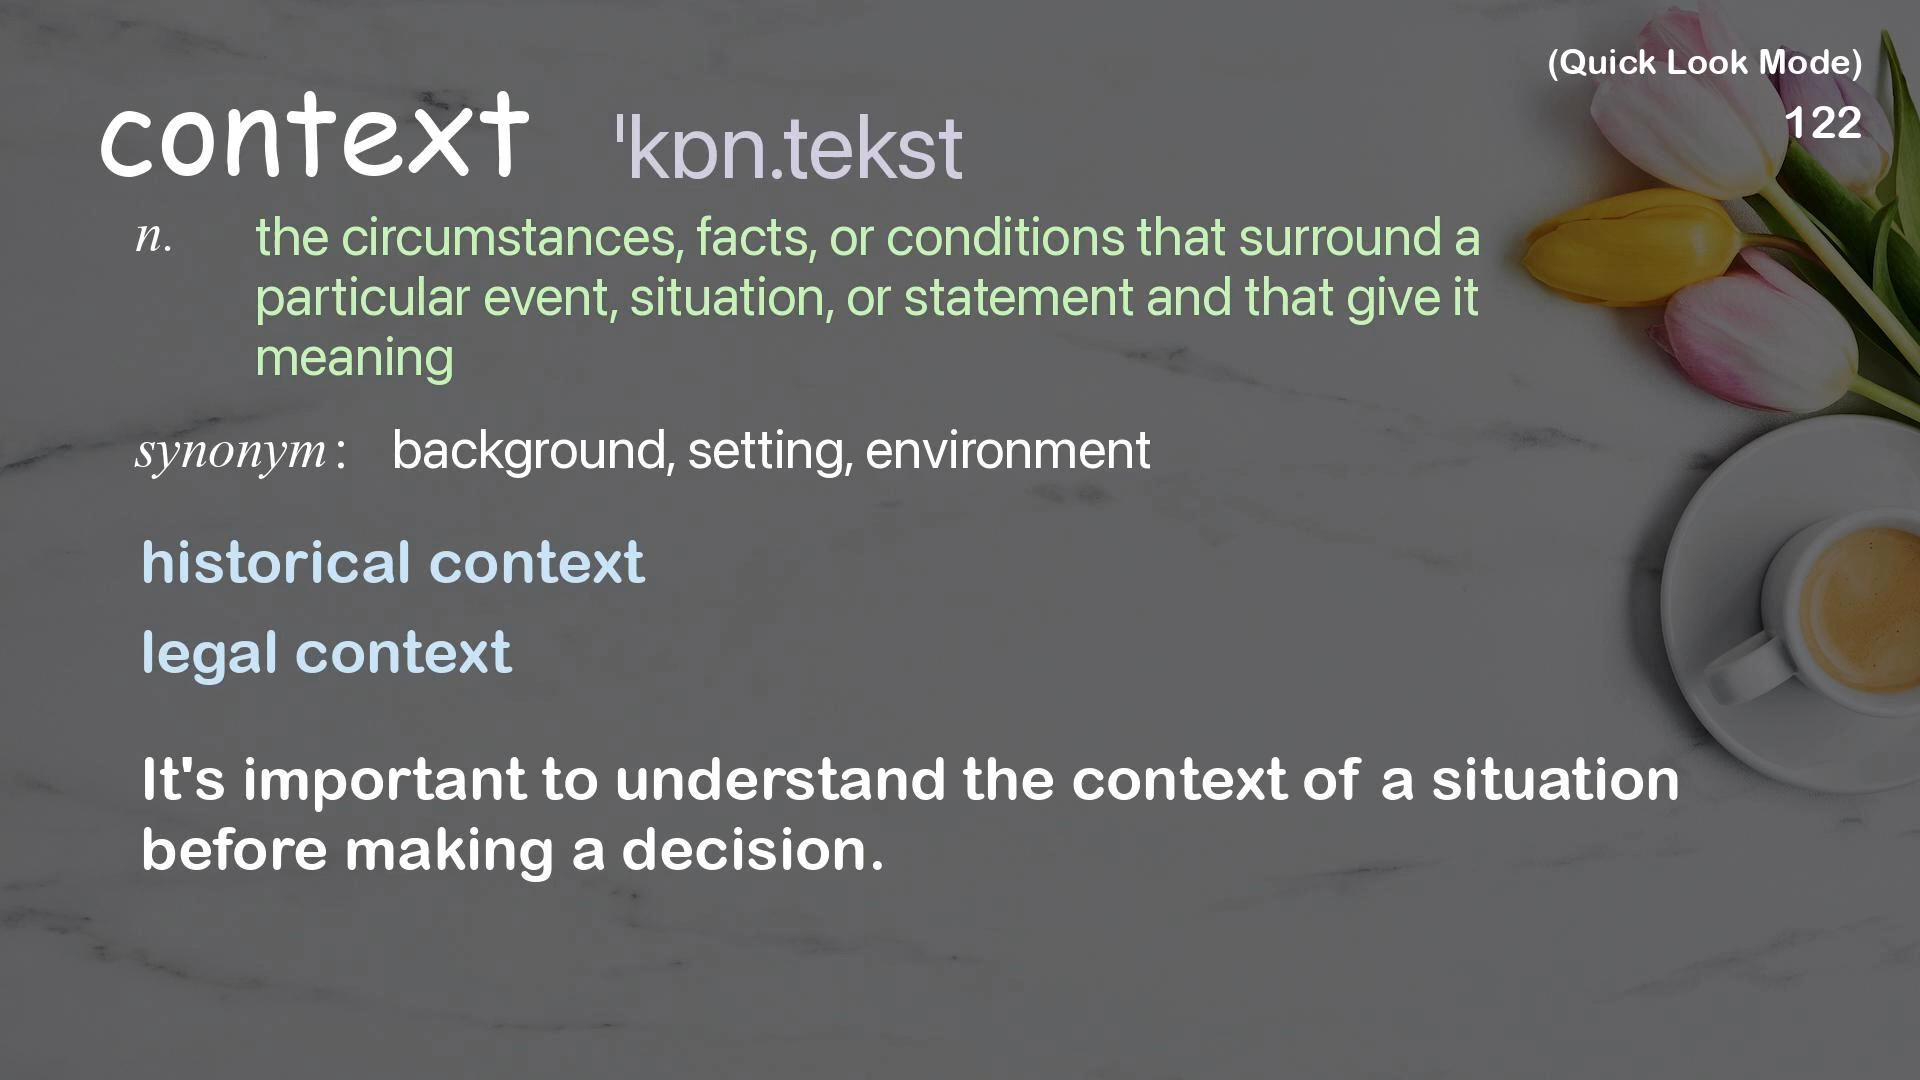 (Quick Look Mode)
122
context ˈkɒn.tekst
n. the circumstances, facts, or conditions that surround a
particular event, situation, or statement and that give it
meaning
synonym: background, setting, environment
historical context
legal context
It's important to understand the context of a situation
before making a decision.